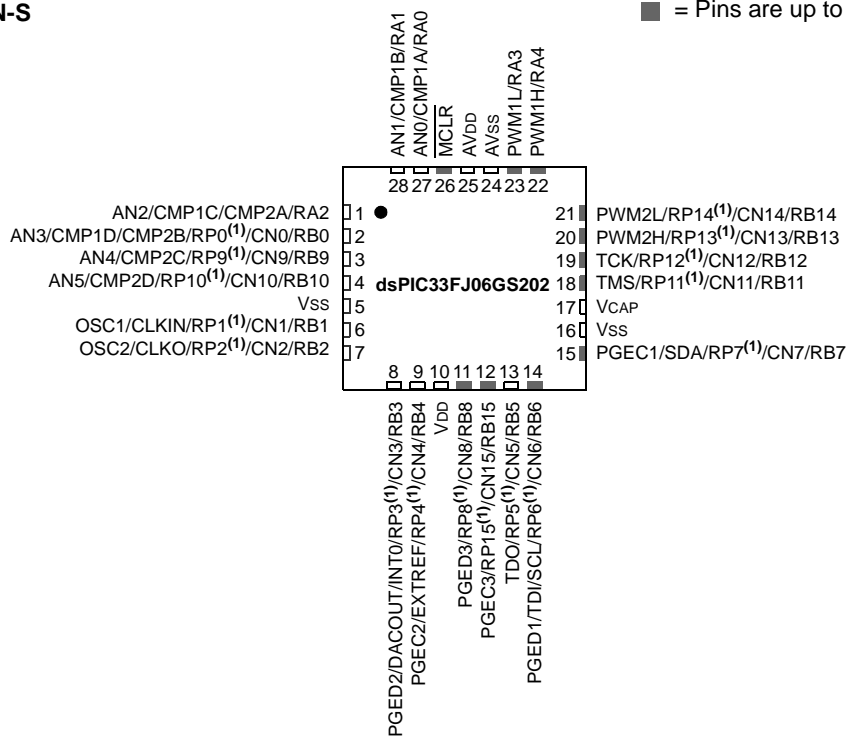 N-S
= Pins are up to
AN1/CMP1B/RA1
AN0/CMP1A/RA0
MCLR
AVDD
AVSS
PWM1L/RA3
PWM1H/RA4
28 27 26 25 24 23 22
AN2/CMP1C/CMP2A/RA2 1
AN3/CMP1D/CMP2B/RP0(1)/CN0/RB0 2
AN4/CMP2C/RP9(1)/CN9/RB9 3
AN5/CMP2D/RP10(1)/CN10/RB10 4
VSS 5
OSC1/CLKIN/RP1(1)/CN1/RB1 6
OSC2/CLKO/RP2(1)/CN2/RB2 7
dsPIC33FJ06GS202
21 PWM2L/RP14(1)/CN14/RB14
20 PWM2H/RP13(1)/CN13/RB13
19 TCK/RP12(1)/CN12/RB12
18 TMS/RP11(1)/CN11/RB11
17 VCAP
16 VSS
15 PGEC1/SDA/RP7(1)/CN7/RB7
8 9 10 11 12 13 14
PGED2/DACOUT/INT0/RP3(1)/CN3/RB3
PGEC2/EXTREF/RP4(1)/CN4/RB4
VDD
PGED3/RP8(1)/CN8/RB8
PGEC3/RP15(1)/CN15/RB15
TDO/RP5(1)/CN5/RB5
PGED1/TDI/SCL/RP6(1)/CN6/RB6